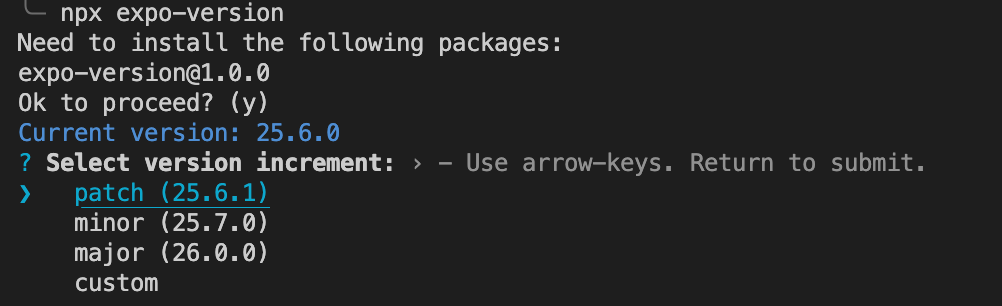 npx expo-version
Need to install the following packages:
expo-version@1.0.0
Ok to proceed? (y)
Current version: 25.6.0
? Select version increment: › - Use arrow-keys. Return to submit.
❯ patch (25.6.1)
minor (25.7.0)
major (26.0.0)
custom